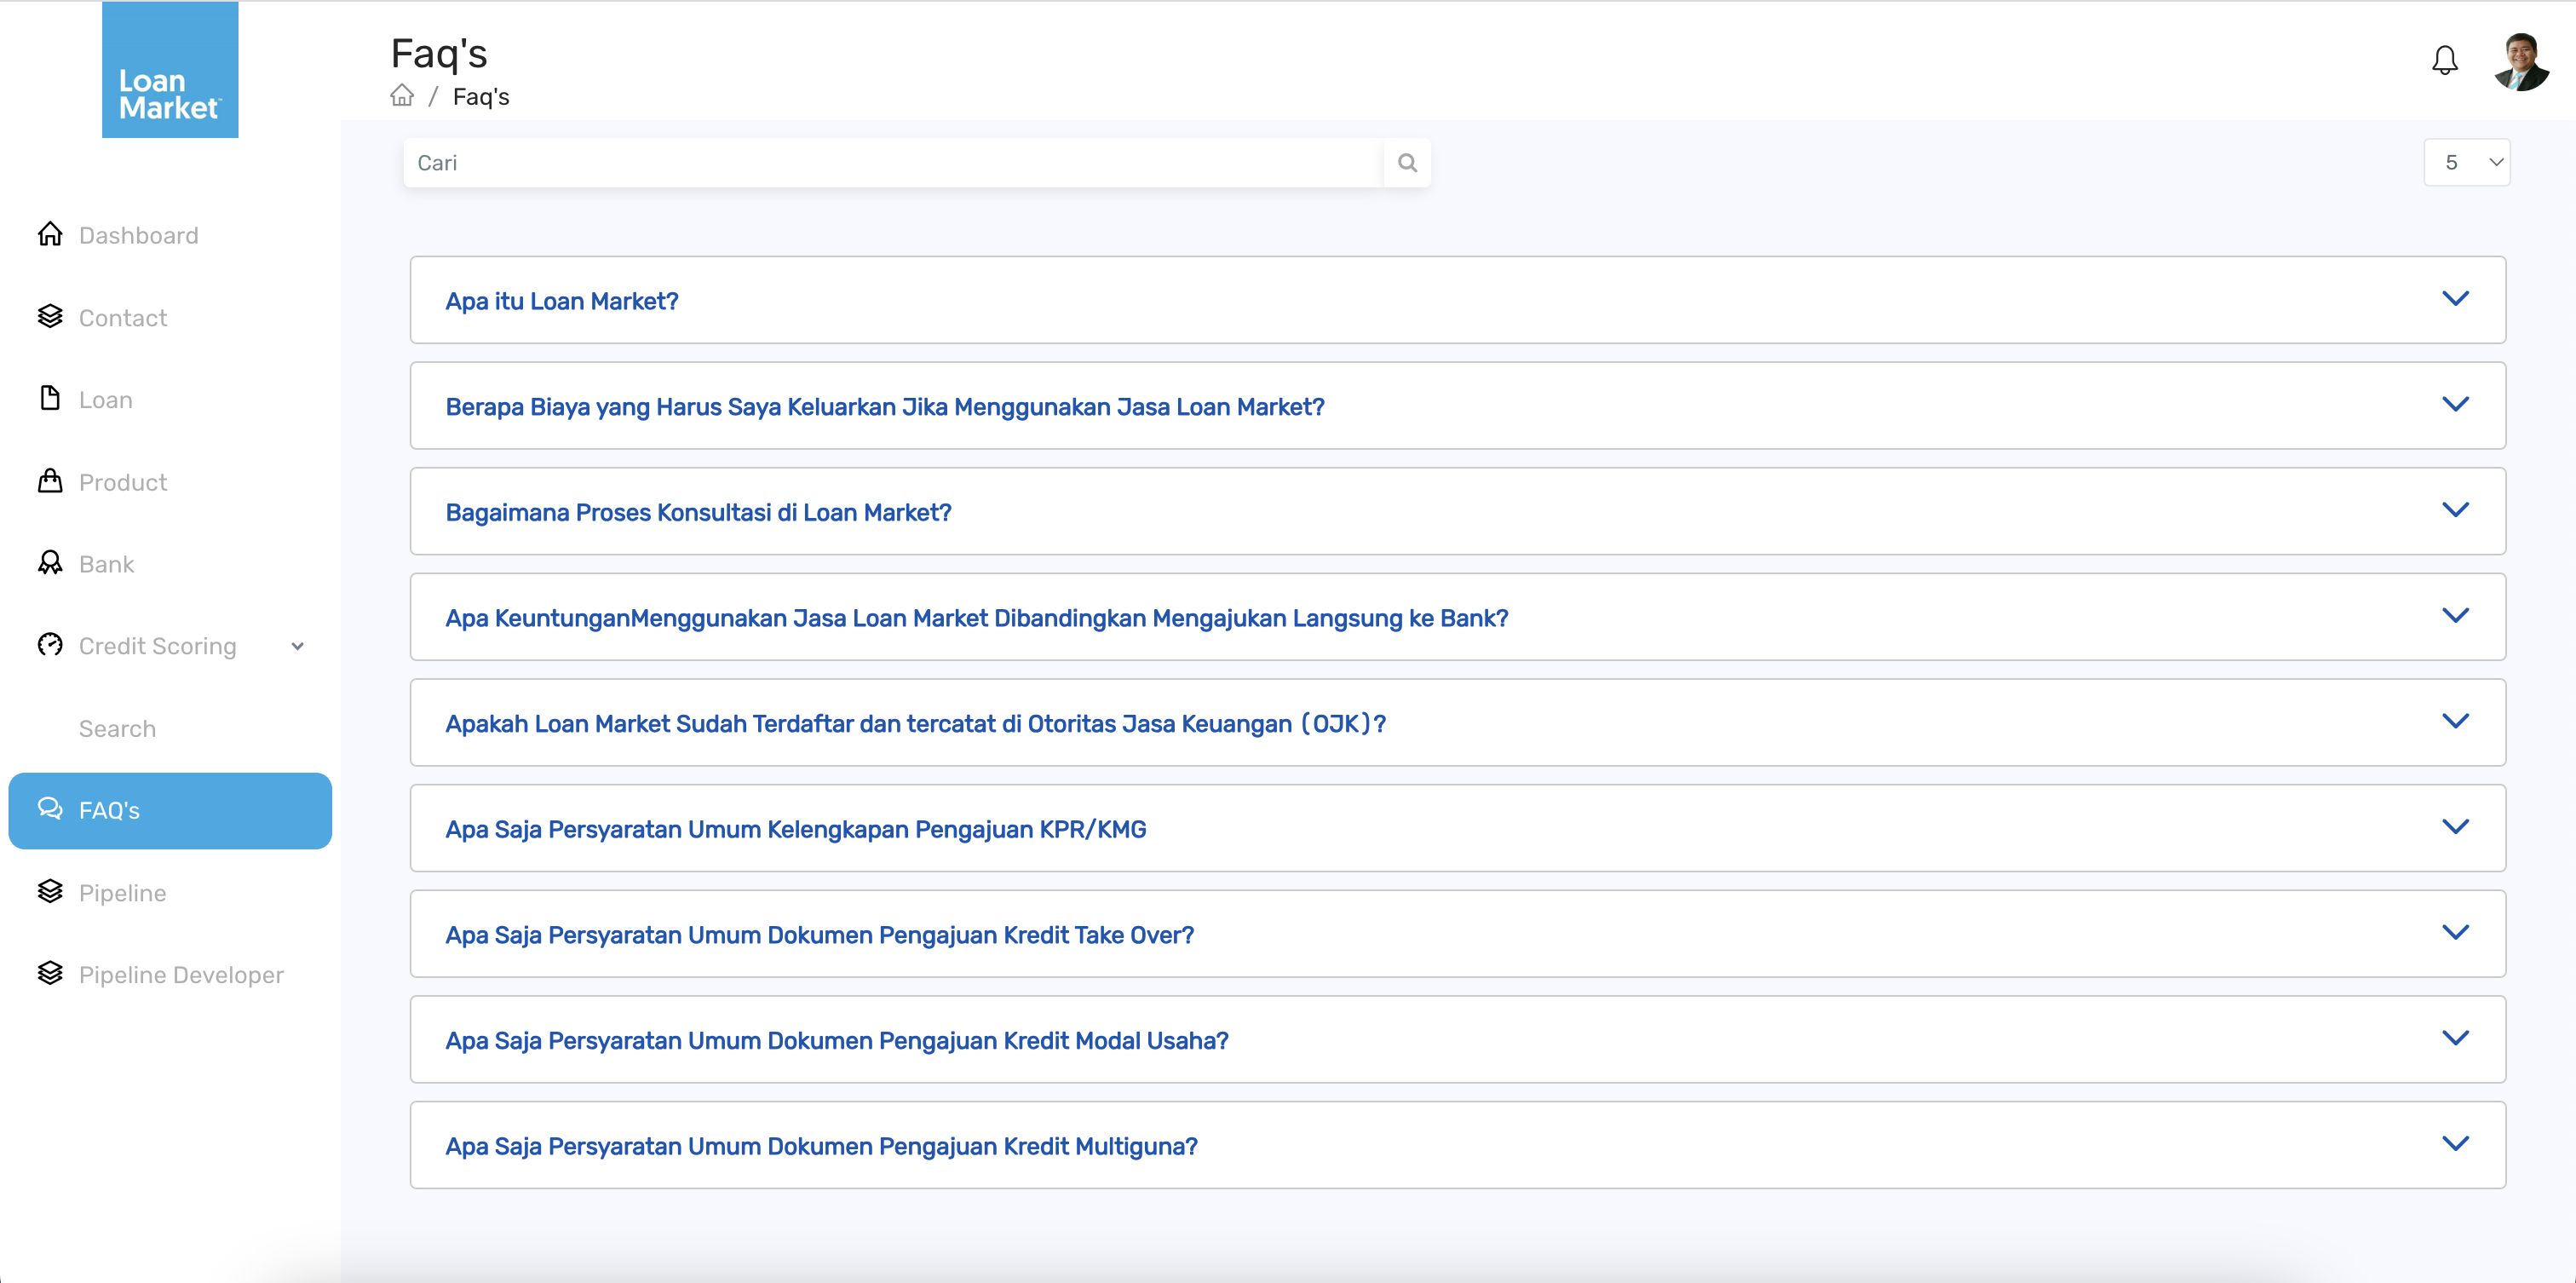 Loan
Market™
Dashboard
Contact
Loan
Product
Bank
Credit Scoring
Search
FAQ's
Pipeline
Pipeline Developer
Faq's
/ Faq's
Cari
5
Apa itu Loan Market?
Berapa Biaya yang Harus Saya Keluarkan Jika Menggunakan Jasa Loan Market?
Bagaimana Proses Konsultasi di Loan Market?
Apa KeuntunganMenggunakan Jasa Loan Market Dibandingkan Mengajukan Langsung ke Bank?
Apakah Loan Market Sudah Terdaftar dan tercatat di Otoritas Jasa Keuangan (OJK)?
Apa Saja Persyaratan Umum Kelengkapan Pengajuan KPR/KMG
Apa Saja Persyaratan Umum Dokumen Pengajuan Kredit Take Over?
Apa Saja Persyaratan Umum Dokumen Pengajuan Kredit Modal Usaha?
Apa Saja Persyaratan Umum Dokumen Pengajuan Kredit Multiguna?